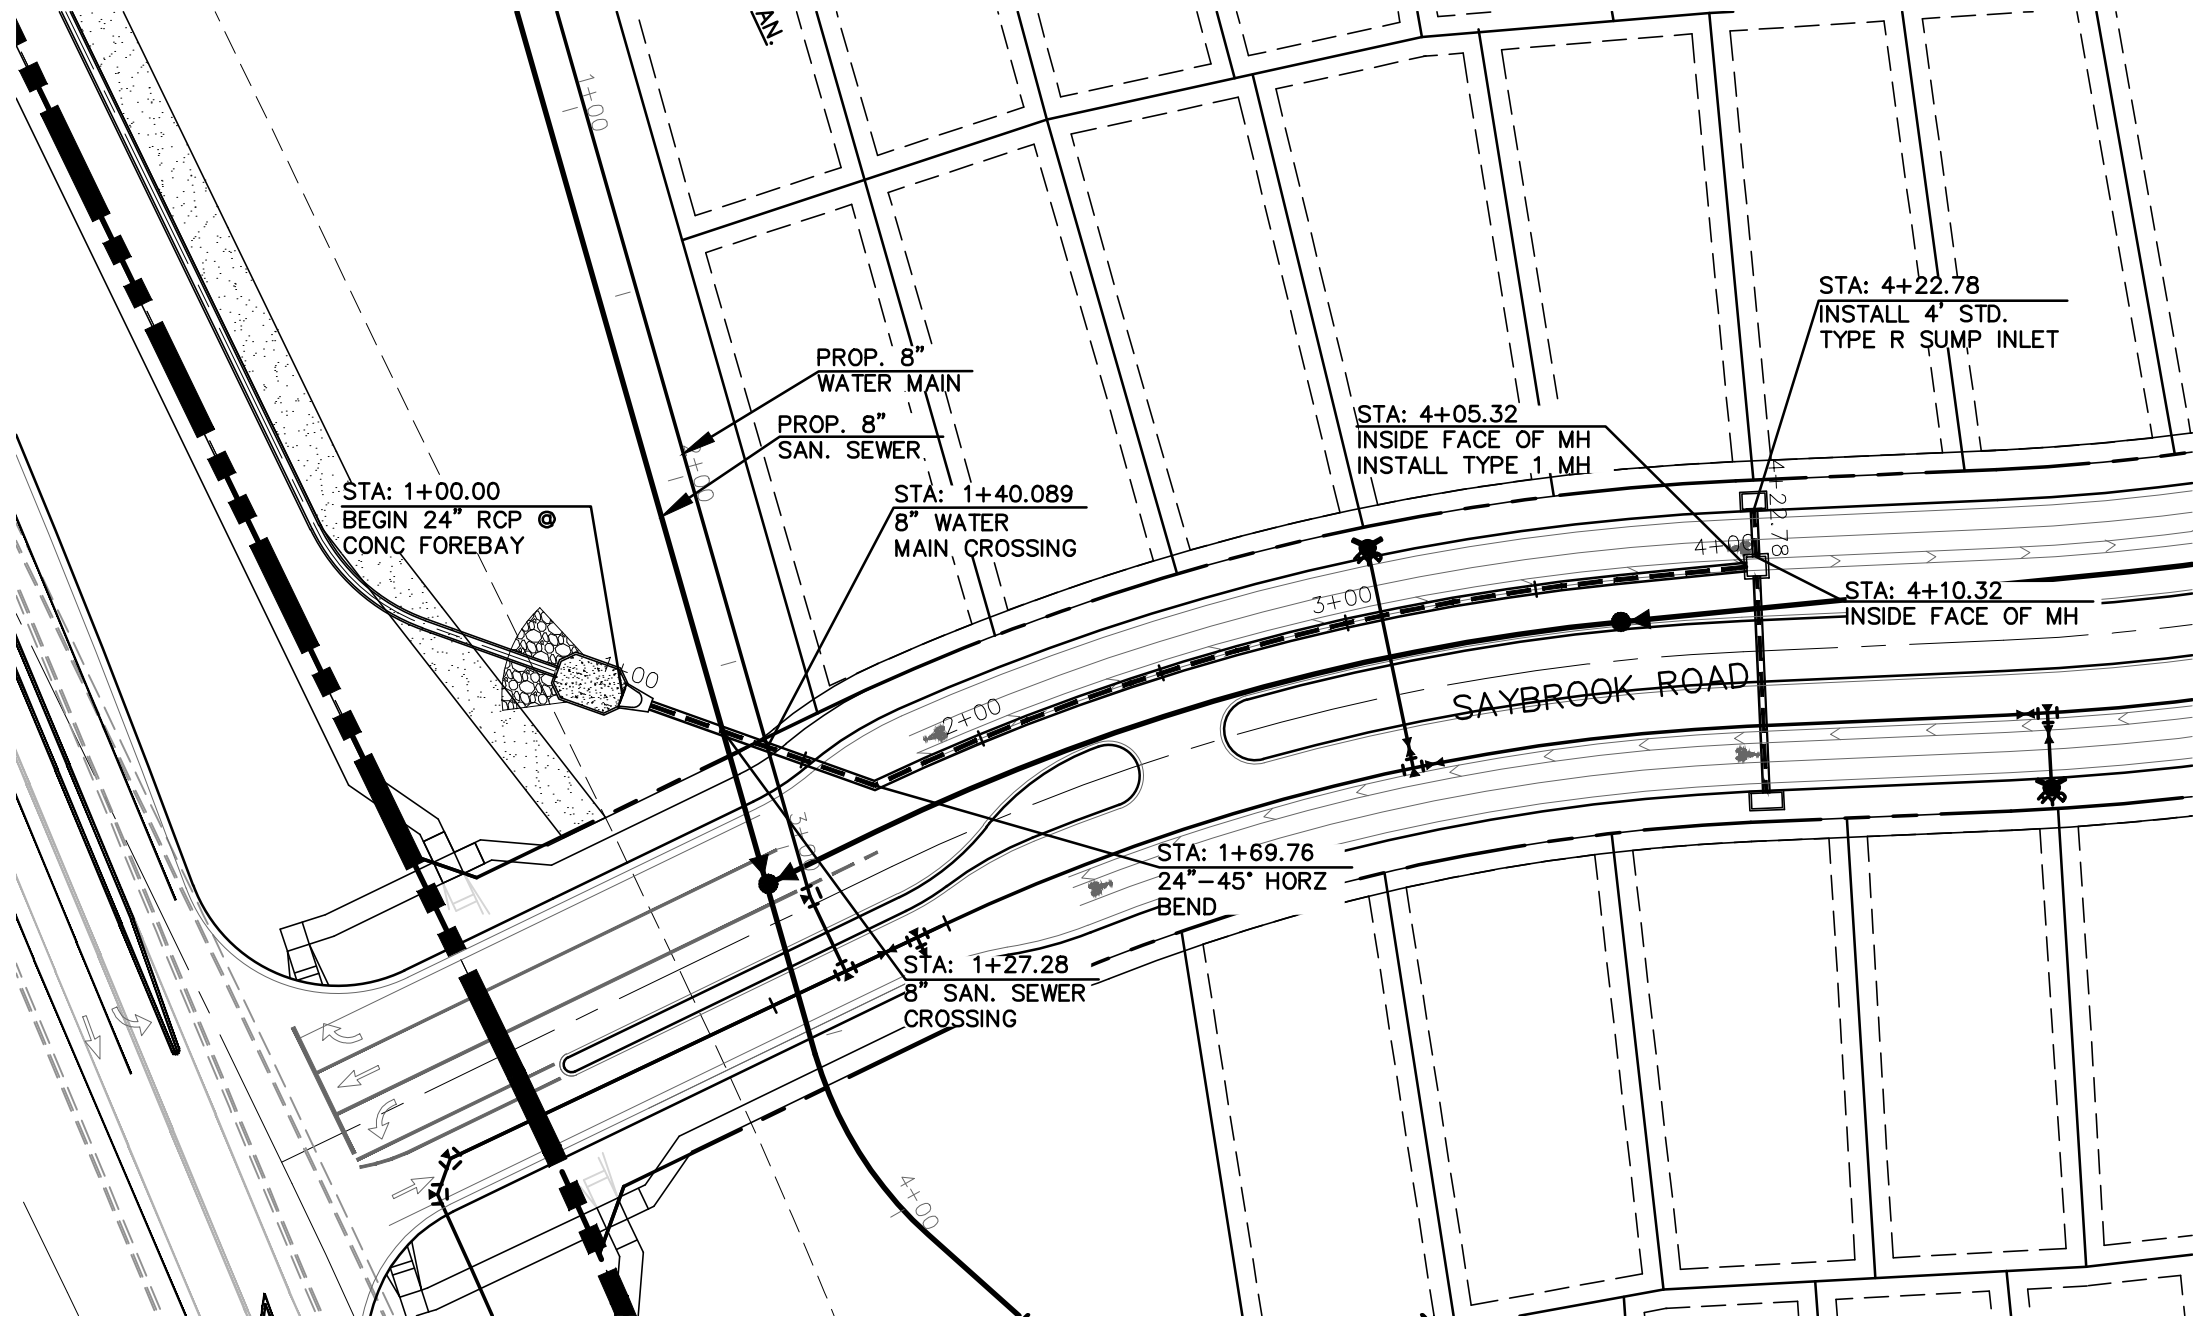 AN.
1+00
STA: 4+22.78
INSTALL 4' STD.
TYPE R SUMP INLET
PROP. 8"
WATER MAIN
PROP. 8"
SAN. SEWER
2+00
STA: 4+05.32
INSIDE FACE OF MH
INSTALL TYPE 1 MH
STA: 1+00.00
BEGIN 24" RCP @
CONC FOREBAY
STA: 1+40.089
8" WATER
MAIN CROSSING
4+22.78
4+00
3+00
STA: 4+10.32
INSIDE FACE OF MH
1+00
2+00
SAYBROOK ROAD
3+00
STA: 1+69.76
24"-45° HORZ
BEND
STA: 1+27.28
8" SAN. SEWER
CROSSING
4+00